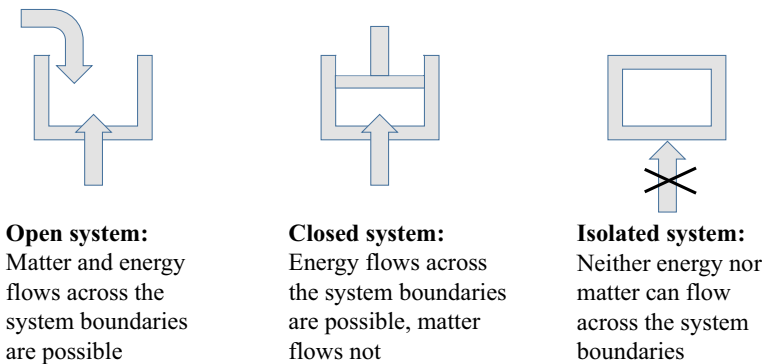 Open system:
Matter and energy
flows across the
system boundaries
are possible
Closed system:
Energy flows across
the system boundaries
are possible, matter
flows not
Isolated system:
Neither energy nor
matter can flow
across the system
boundaries